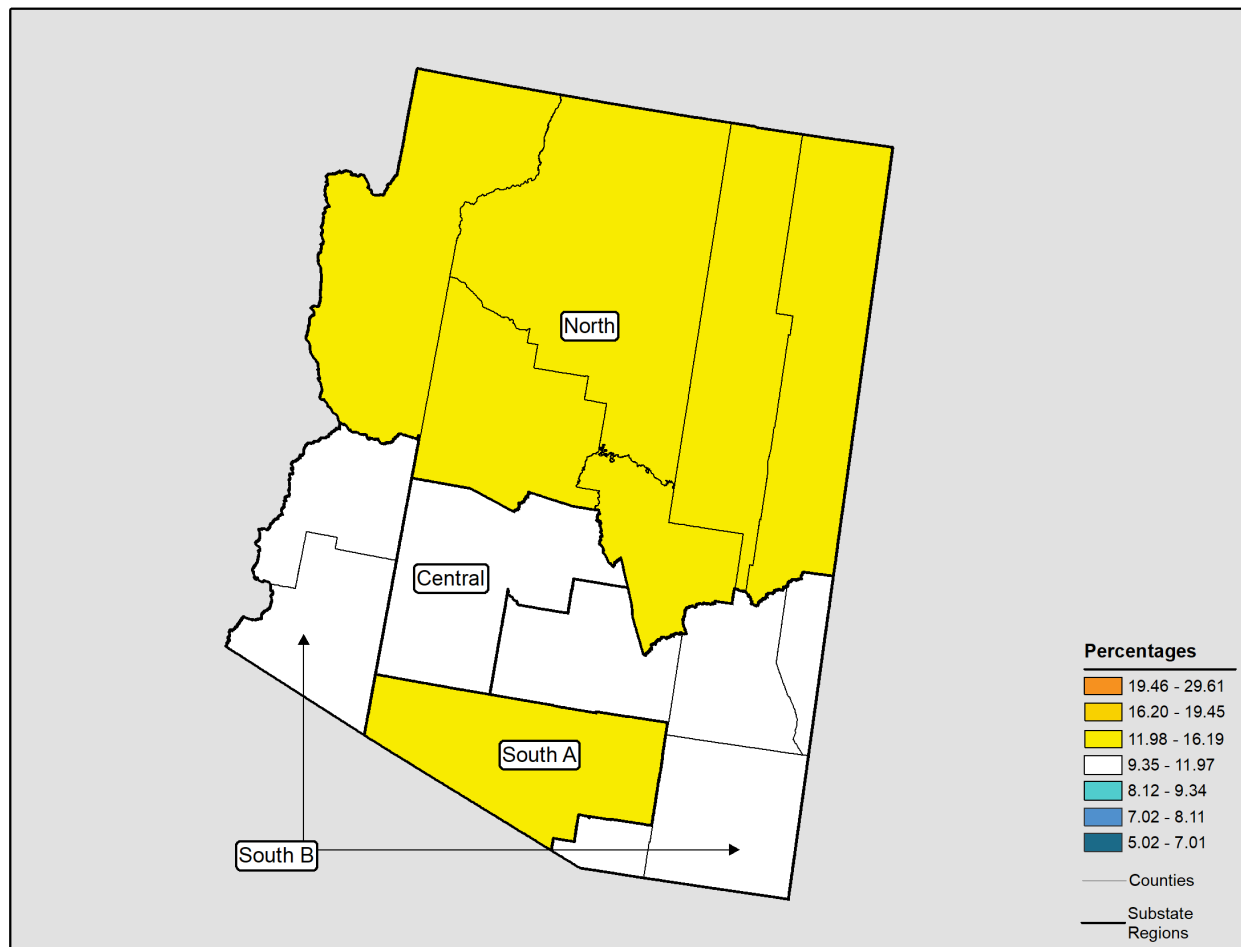 North
Central
South A
South B
Percentages
19.46 - 29.61
16.20 - 19.45
11.98 - 16.19
9.35 - 11.97
8.12 - 9.34
7.02 - 8.11
5.02 - 7.01
Counties
Substate
Regions